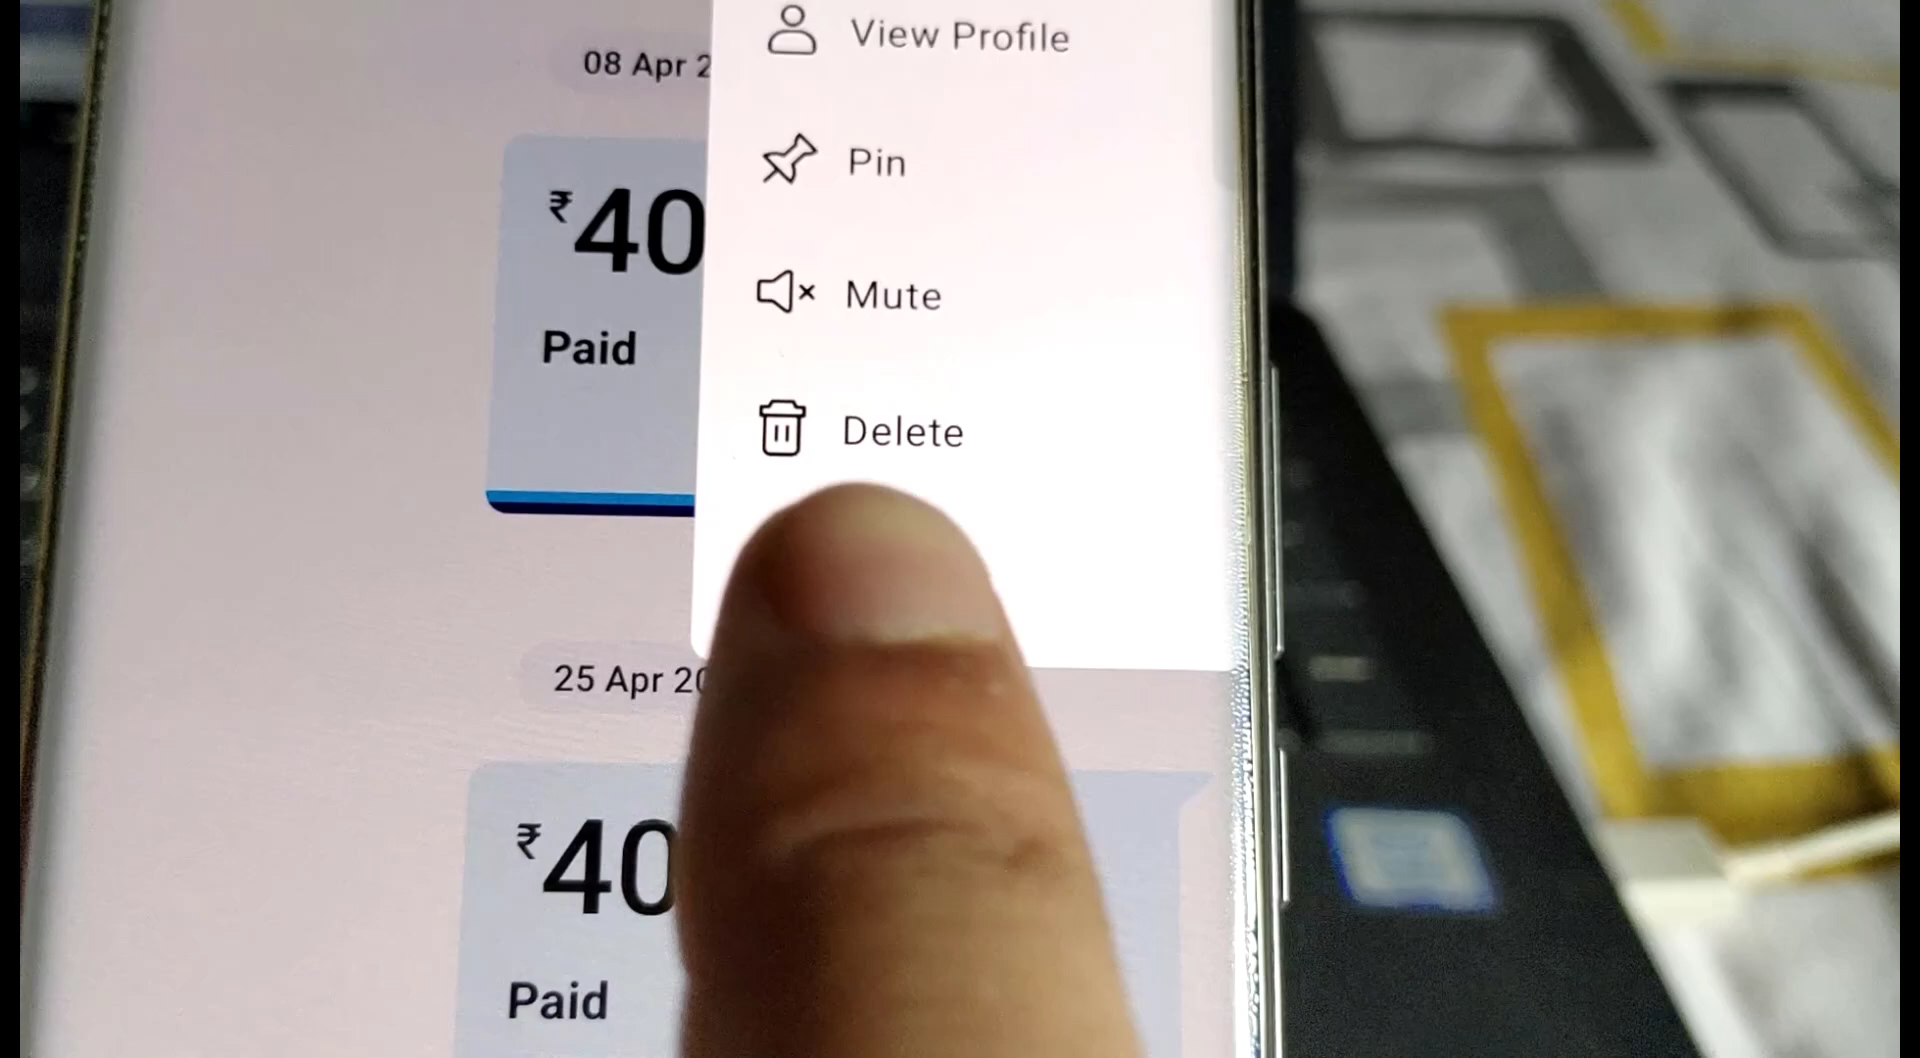 View Profile
08 Apr 2
Pin
₹40
Mute
Paid
Delete
25 Apr 20
₹40
Paid